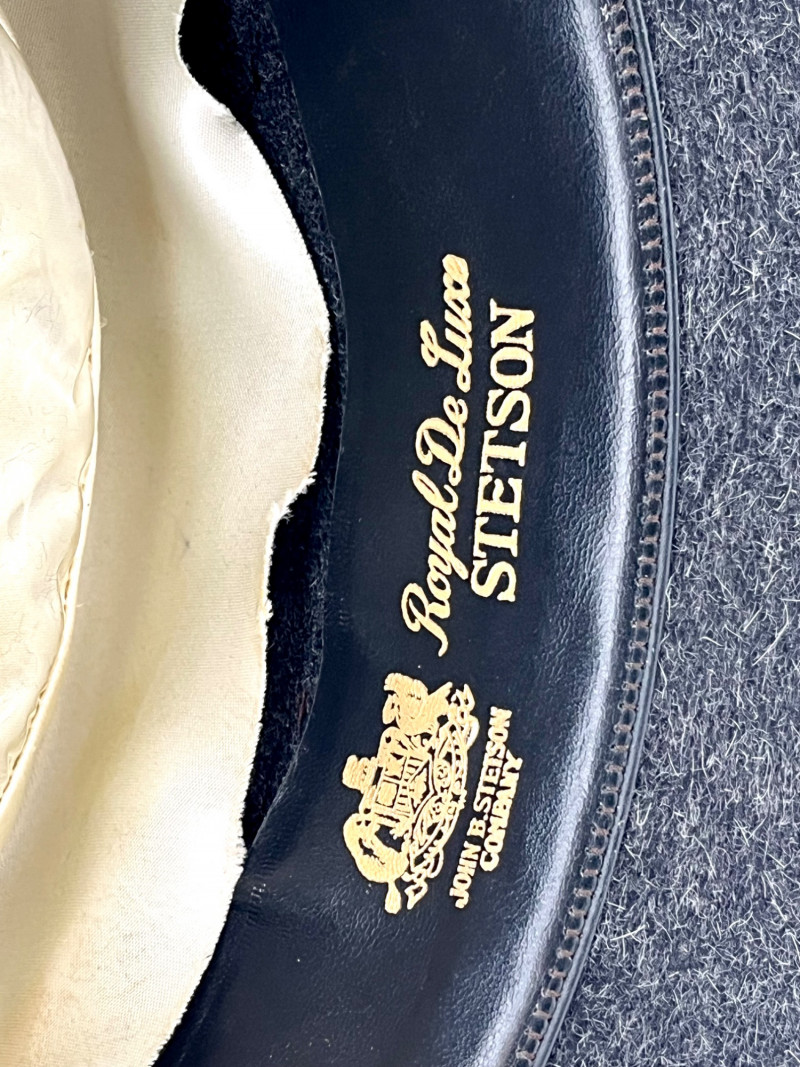 Royal De Luxe
STETSON
JOHN B. STETSON
COMPANY